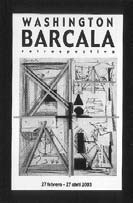 WASHINGTON
BARCALA
retrospectiva
27 febrero - 27 abril 2003